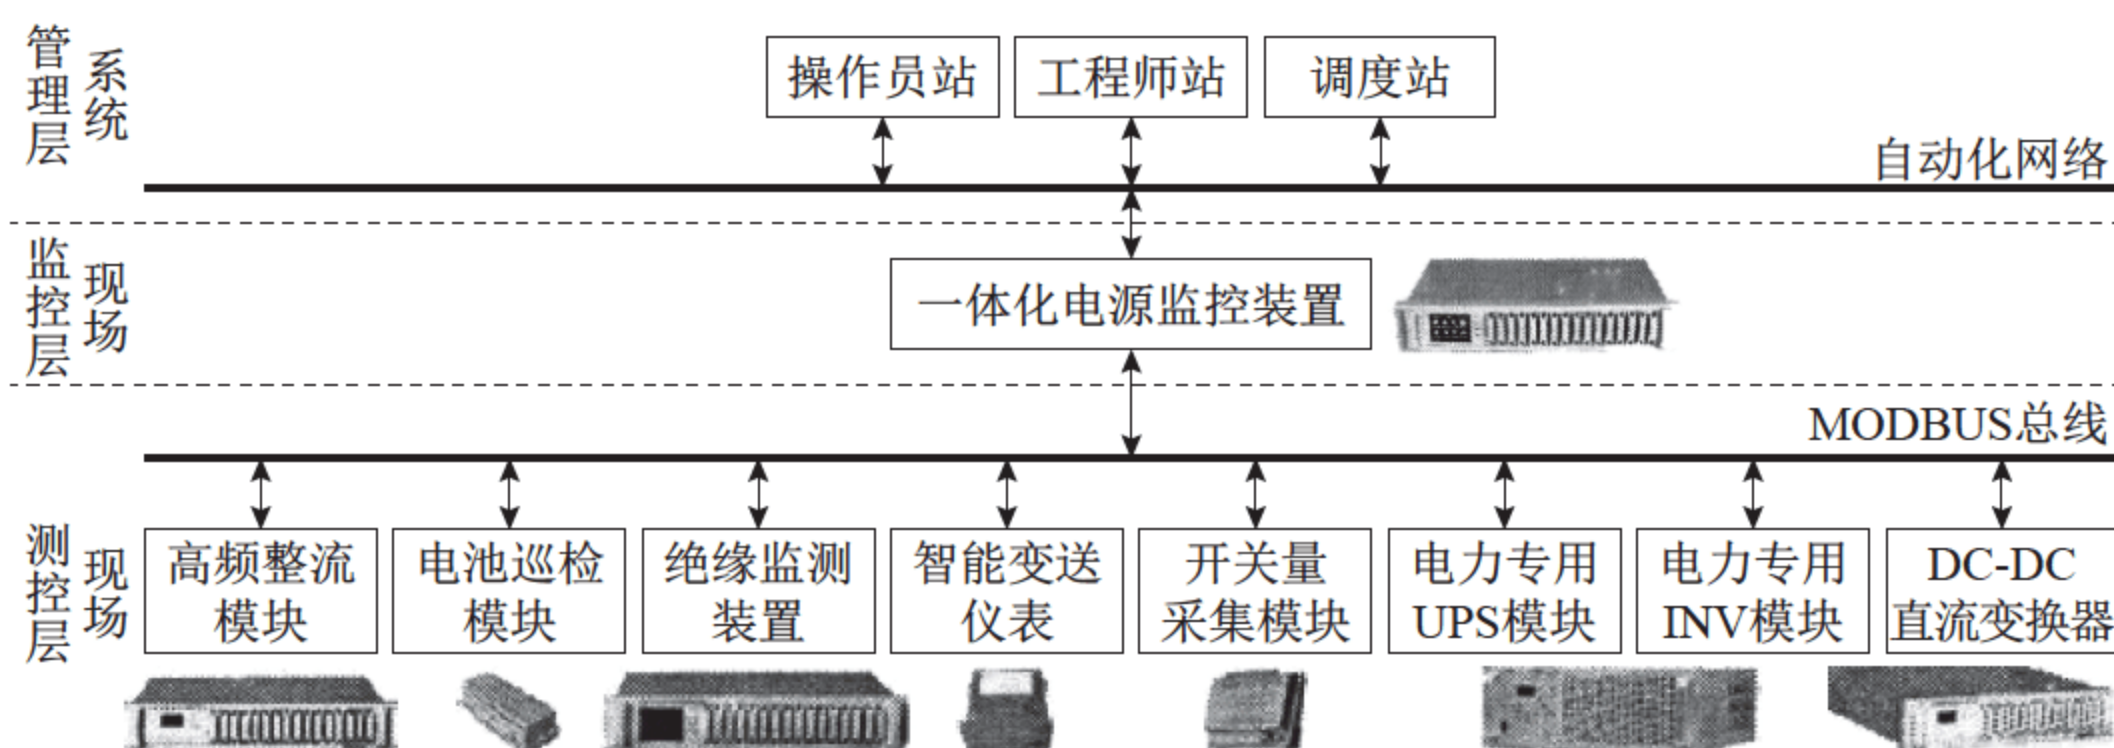 系统
管理层
操作员站
工程师站
调度站
自动化网络
现场
监控层
一体化电源监控装置
MODBUS总线
现场
测控层
高频整流
模块
电池巡检
模块
绝缘监测
装置
智能变送
仪表
开关量
采集模块
电力专用
UPS模块
电力专用
INV模块
DC-DC
直流变换器